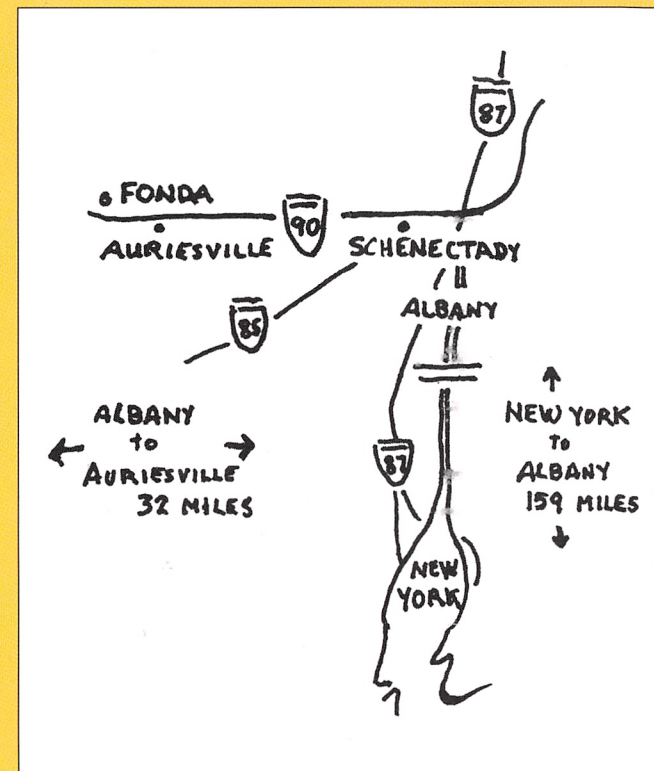 87
FONDA
90
AURIESVILLE
SCHENECTADY
ALBANY
ALBANY
to
AURIESVILLE
32 MILES
NEW YORK
to
ALBANY
159 MILES
87
NEW
YORK